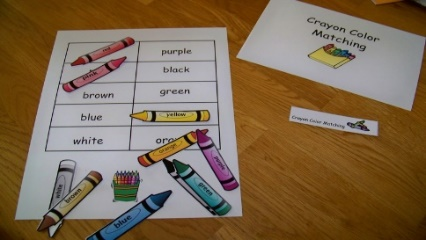 red
purple
pink
black
brown
green
blue
yellow
white
orange
purple
white
brown
green
blue
Crayon Color
Matching
Crayon Color Matching